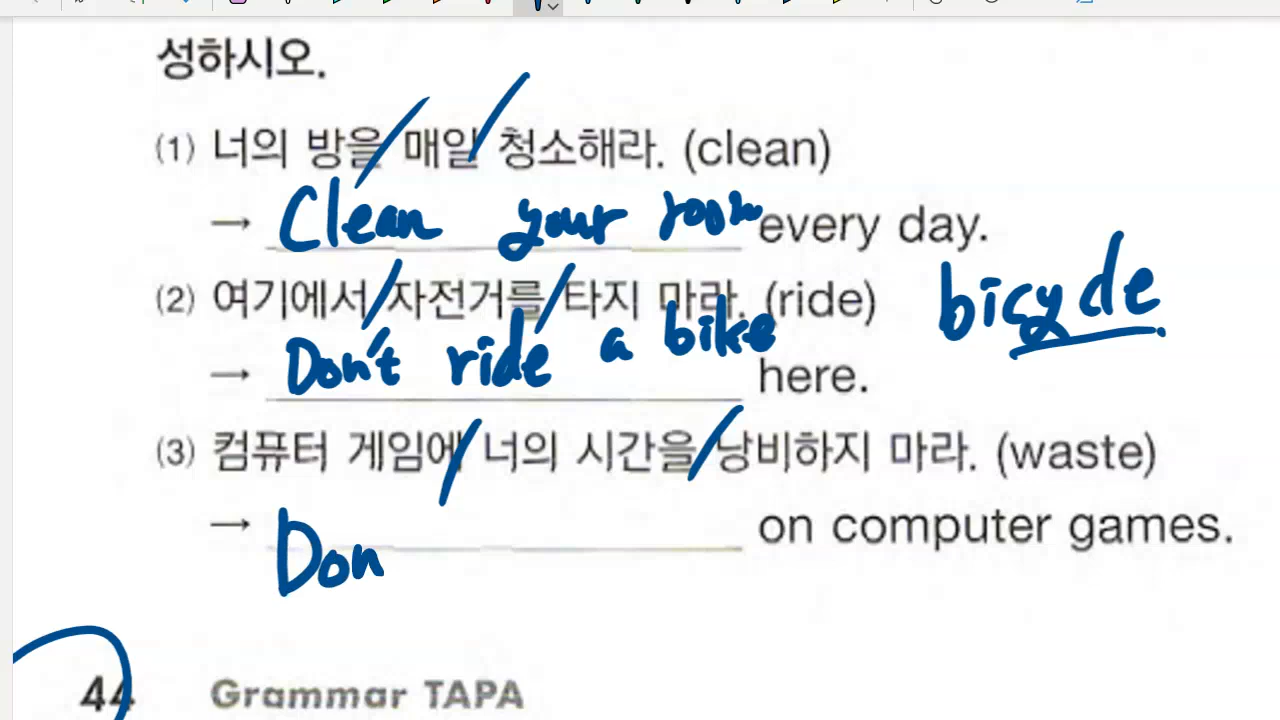 성하시오.
(1) 너의 방을 매일 청소해라. (clean)
→ Clean your room every day.
(2) 여기에서 자전거를 타지 마라. (ride) bicycle
→ Don't ride a bike here.
(3) 컴퓨터 게임에 너의 시간을 낭비하지 마라. (waste)
→ Don on computer games.
44 Grammar TAPA